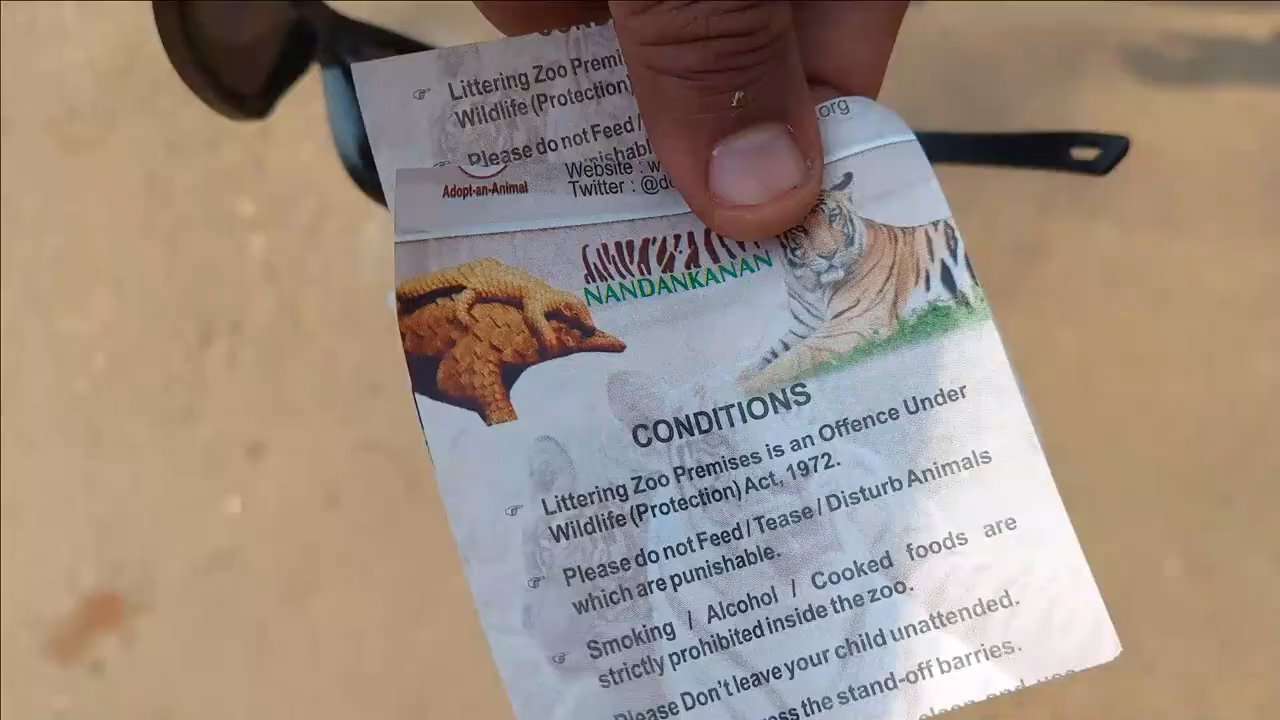 Littering Zoo Premi
Wildlife (Protection)
Please do not Feed /
.org
Website : w
Adopt-an-Animal
Twitter : @d
NANDANKANAN
CONDITIONS
Littering Zoo Premises is an Offence Under
Wildlife (Protection) Act, 1972.
Please do not Feed / Tease / Disturb Animals
which are punishable.
Smoking / Alcohol / Cooked foods are
strictly prohibited inside the zoo.
Please Don't leave your child unattended.
the stand-off barries.